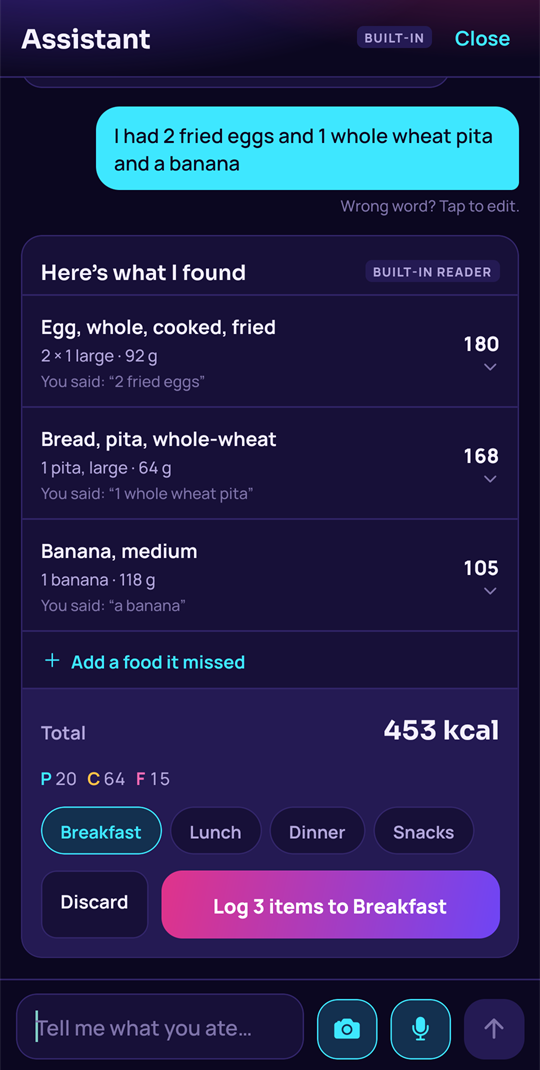 Assistant
BUILT-IN
Close
I had 2 fried eggs and 1 whole wheat pita
and a banana
Wrong word? Tap to edit.
Here’s what I found
BUILT-IN READER
Egg, whole, cooked, fried
180
2 × 1 large · 92 g
You said: “2 fried eggs”
Bread, pita, whole-wheat
168
1 pita, large · 64 g
You said: “1 whole wheat pita”
Banana, medium
105
1 banana · 118 g
You said: “a banana”
+ Add a food it missed
Total
453 kcal
P 20 C 64 F 15
Breakfast
Lunch
Dinner
Snacks
Discard
Log 3 items to Breakfast
Tell me what you ate…